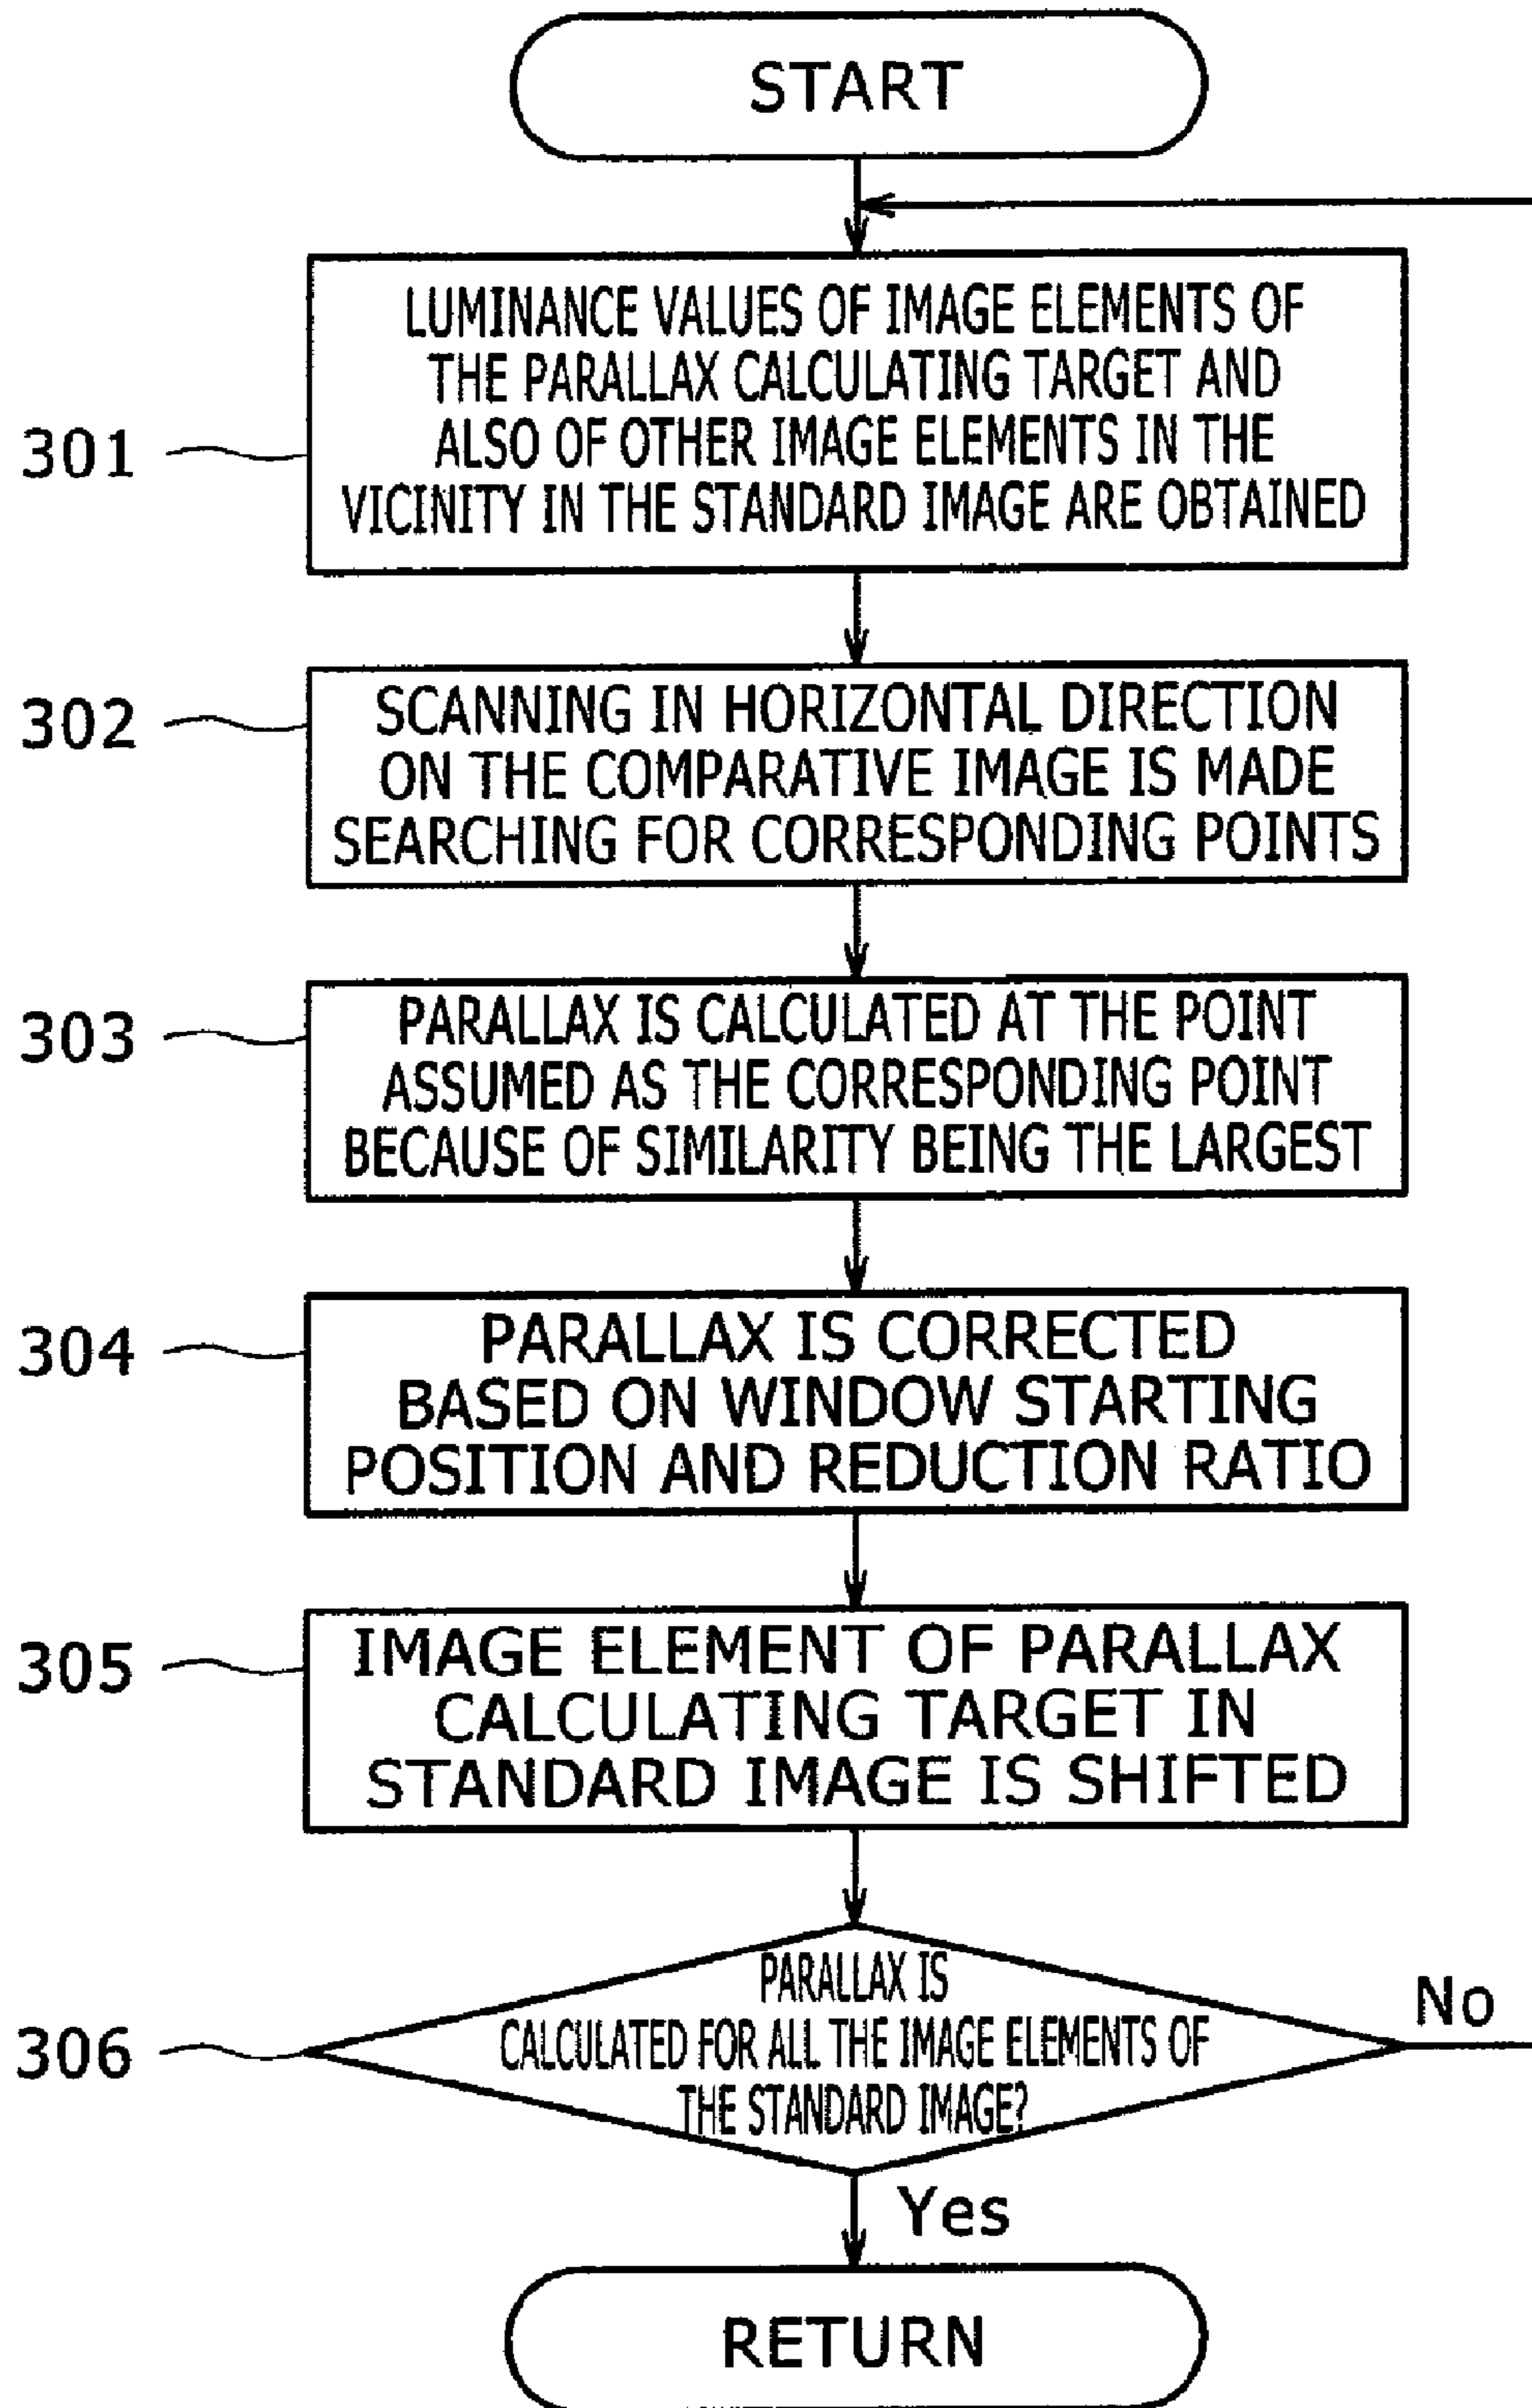 START
301
LUMINANCE VALUES OF IMAGE ELEMENTS OF
THE PARALLAX CALCULATING TARGET AND
ALSO OF OTHER IMAGE ELEMENTS IN THE
VICINITY IN THE STANDARD IMAGE ARE OBTAINED
302
SCANNING IN HORIZONTAL DIRECTION
ON THE COMPARATIVE IMAGE IS MADE
SEARCHING FOR CORRESPONDING POINTS
303
PARALLAX IS CALCULATED AT THE POINT
ASSUMED AS THE CORRESPONDING POINT
BECAUSE OF SIMILARITY BEING THE LARGEST
304
PARALLAX IS CORRECTED
BASED ON WINDOW STARTING
POSITION AND REDUCTION RATIO
305
IMAGE ELEMENT OF PARALLAX
CALCULATING TARGET IN
STANDARD IMAGE IS SHIFTED
306
PARALLAX IS
CALCULATED FOR ALL THE IMAGE ELEMENTS OF
THE STANDARD IMAGE?
No
Yes
RETURN